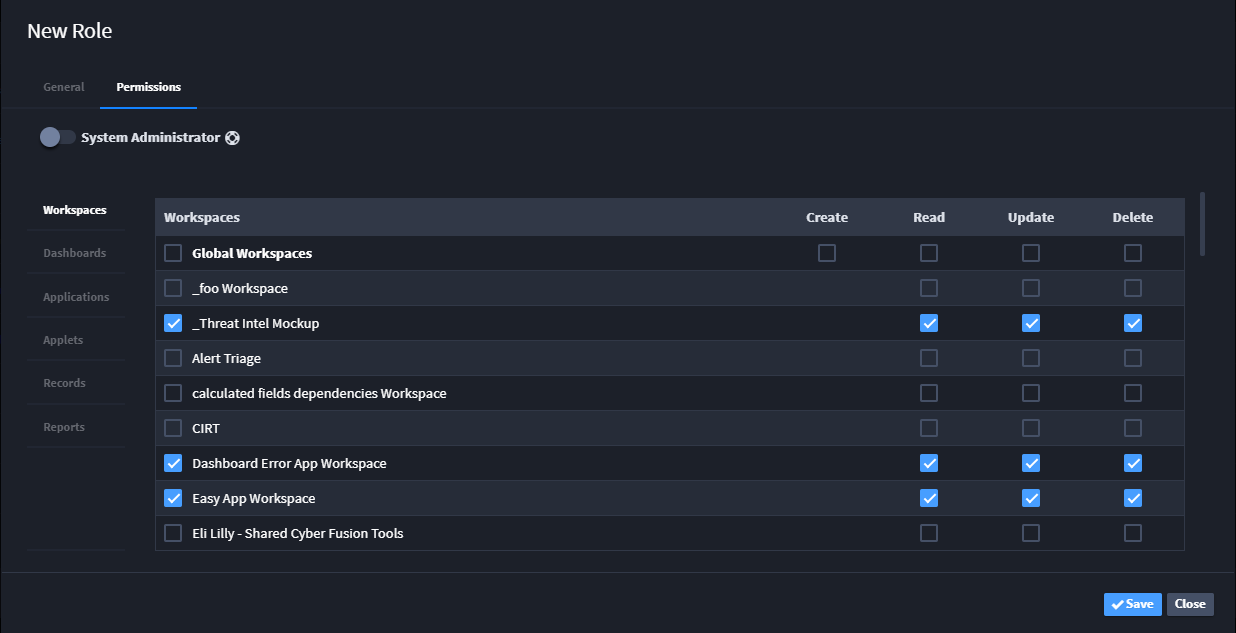 New Role
General Permissions
System Administrator
Workspaces
Dashboards
Applications
Applets
Records
Reports
Workspaces Create Read Update Delete
Global Workspaces
_foo Workspace
_Threat Intel Mockup
Alert Triage
calculated fields dependencies Workspace
CIRT
Dashboard Error App Workspace
Easy App Workspace
Eli Lilly - Shared Cyber Fusion Tools
Save Close